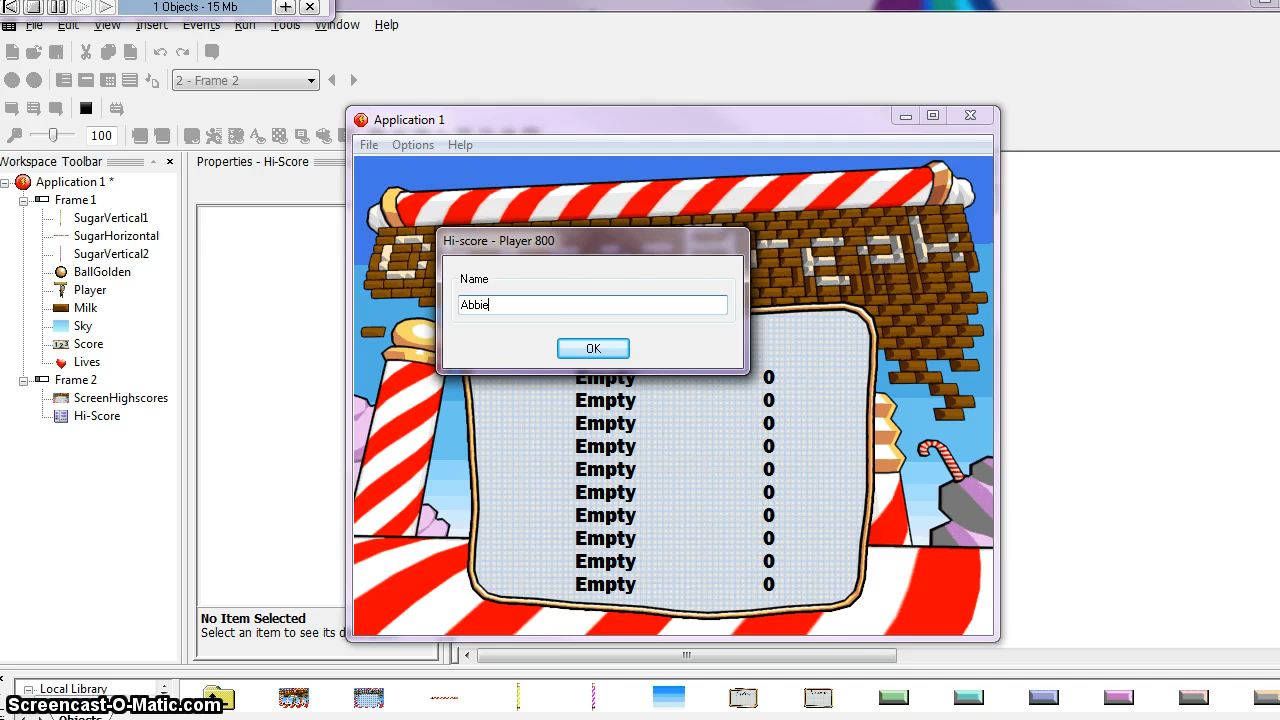 1 Objects - 15 Mb
File Edit View Insert Events Run Tools Window Help
2 - Frame 2
100
Workspace Toolbar
Application 1 *
Frame 1
SugarVertical1
SugarHorizontal
SugarVertical2
BallGolden
Player
Milk
Sky
Score
Lives
Frame 2
ScreenHighscores
Hi-Score
Properties - Hi-Score
No Item Selected
Application 1
File Options Help
Hi-score - Player 800
Name
Abbie
OK
Empty 0
Empty 0
Empty 0
Empty 0
Empty 0
Empty 0
Empty 0
Empty 0
Empty 0
Empty 0
Select an item to see its
Local Library
Screencast-O-Matic.com
Objects